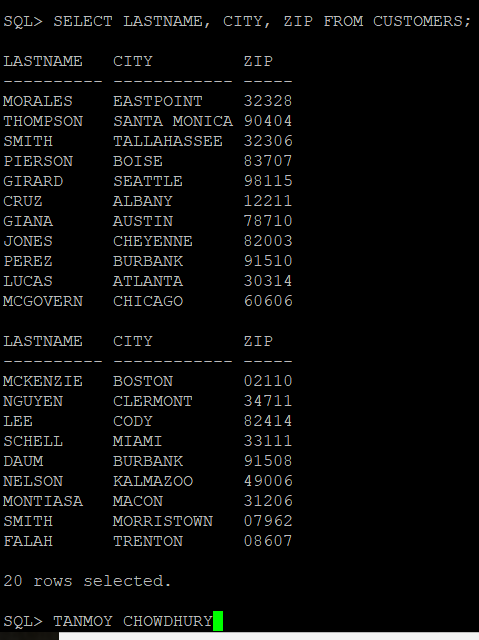 SQL> SELECT LASTNAME, CITY, ZIP FROM CUSTOMERS;
LASTNAME   CITY         ZIP
---------- ------------ -----
MORALES    EASTPOINT    32328
THOMPSON   SANTA MONICA 90404
SMITH      TALLAHASSEE  32306
PIERSON    BOISE        83707
GIRARD     SEATTLE      98115
CRUZ       ALBANY       12211
GIANA      AUSTIN       78710
JONES      CHEYENNE     82003
PEREZ      BURBANK      91510
LUCAS      ATLANTA      30314
MCGOVERN   CHICAGO      60606
LASTNAME   CITY         ZIP
---------- ------------ -----
MCKENZIE   BOSTON       02110
NGUYEN     CLERMONT     34711
LEE        CODY         82414
SCHELL     MIAMI        33111
DAUM       BURBANK      91508
NELSON     KALMAZOO     49006
MONTIASA   MACON        31206
SMITH      MORRISTOWN   07962
FALAH      TRENTON      08607
20 rows selected.
SQL> TANMOY CHOWDHURY